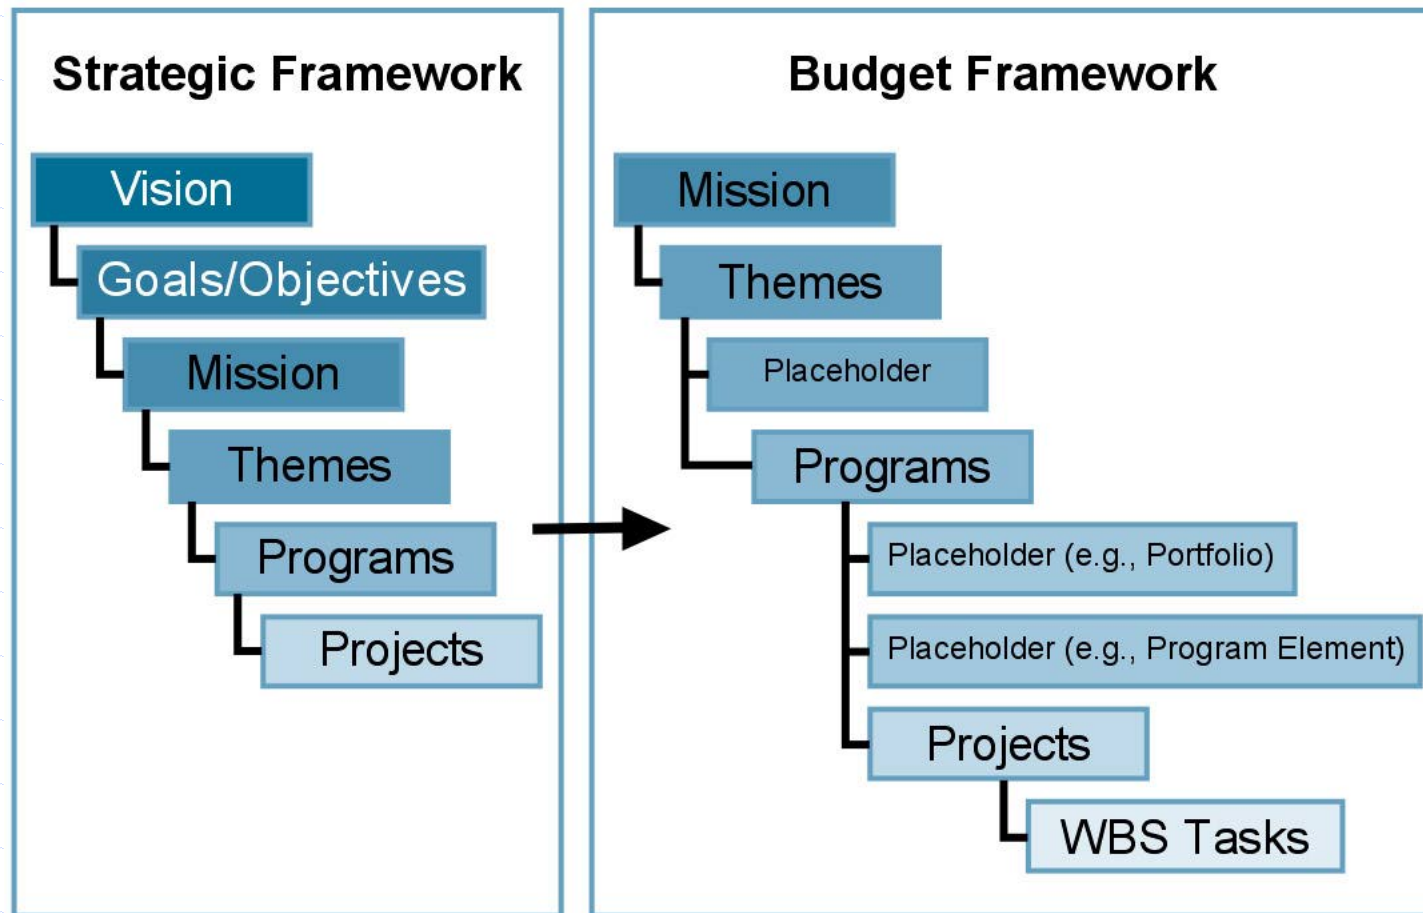 Strategic Framework
Vision
Goals/Objectives
Mission
Themes
Programs
Projects
Budget Framework
Mission
Themes
Placeholder
Programs
Placeholder (e.g., Portfolio)
Placeholder (e.g., Program Element)
Projects
WBS Tasks